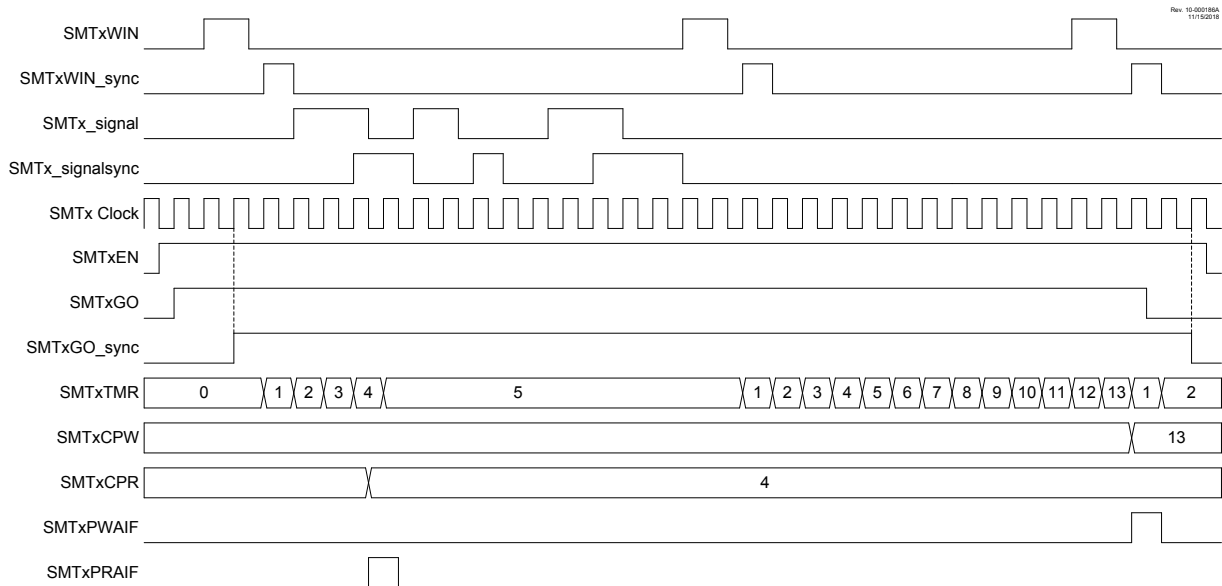 Rev. 10-000186A
11/15/2018
SMTxWIN
SMTxWIN_sync
SMTx_signal
SMTx_signalsync
SMTx Clock
SMTxEN
SMTxGO
SMTxGO_sync
SMTxTMR 0 1 2 3 4 5 1 2 3 4 5 6 7 8 9 10 11 12 13 1 2
SMTxCPW 13
SMTxCPR 4
SMTxPWAIF
SMTxPRAIF